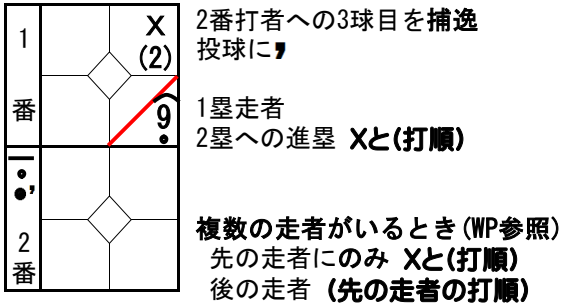 1
番
X
(2)
9
2
番
2番打者への3球目を捕逸
投球に❜
1塁走者
2塁への進塁 Xと(打順)
複数の走者がいるとき(WP参照)
先の走者にのみ Xと(打順)
後の走者 (先の走者の打順)